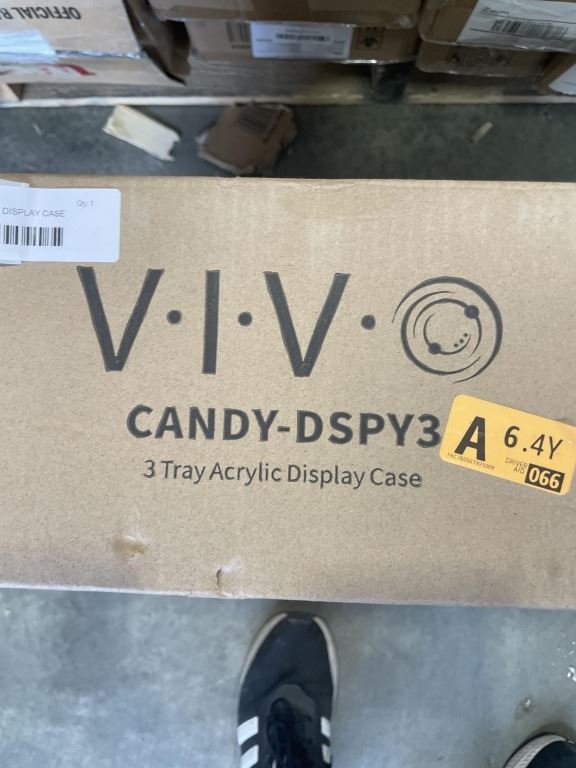 OFFICIAL
Qty: 1
DISPLAY CASE
V·I·V·O
CANDY-DSPY3
3 Tray Acrylic Display Case
A 6.4Y
DRIVER
AID 066